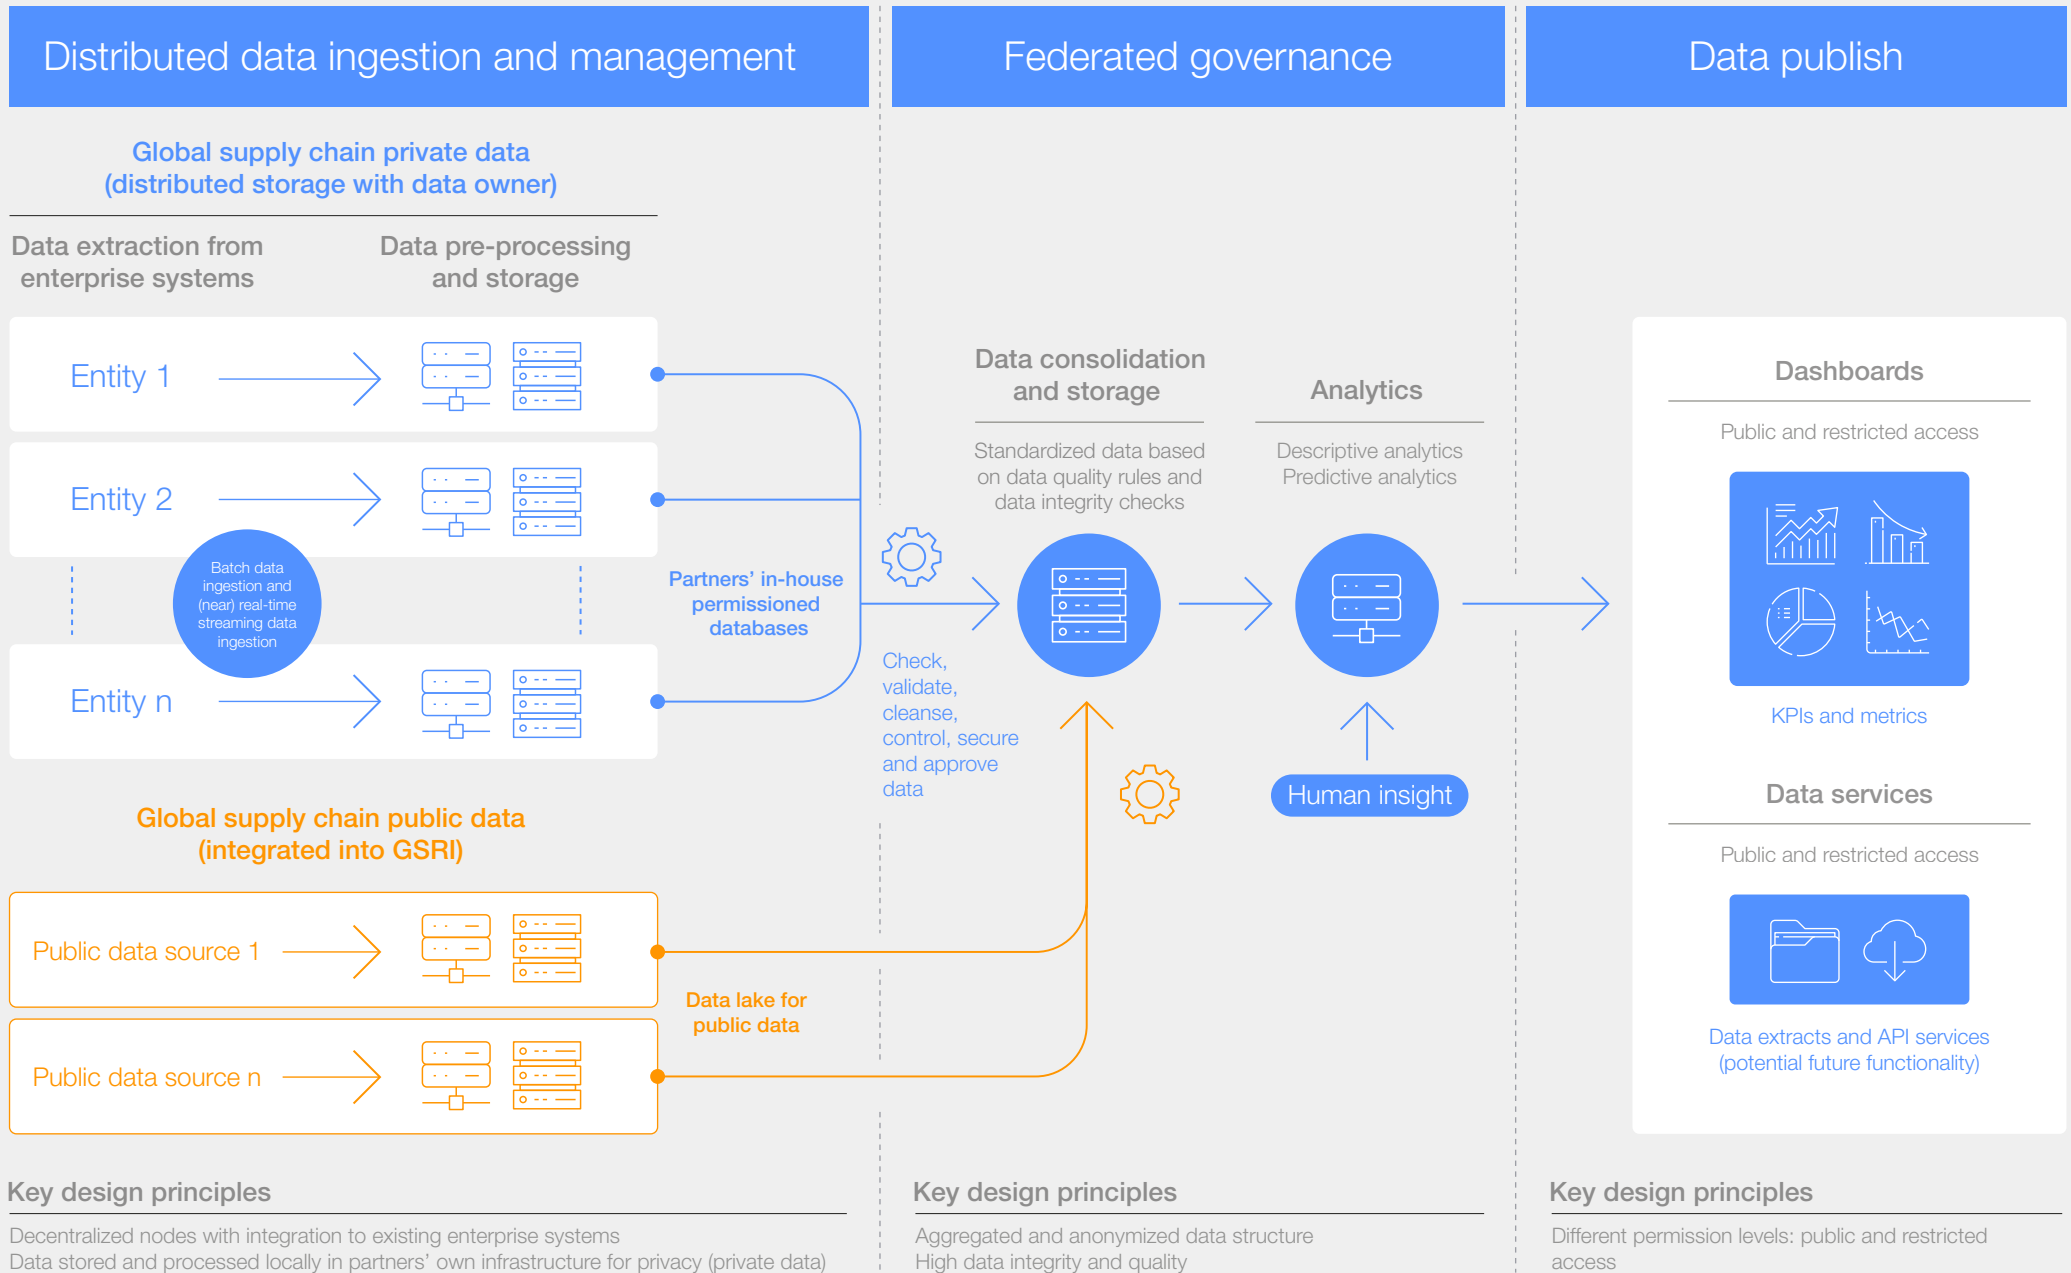 Distributed data ingestion and management
Federated governance
Data publish
Global supply chain private data
(distributed storage with data owner)
Data extraction from
enterprise systems
Data pre-processing
and storage
Entity 1
Entity 2
Batch data
ingestion and
(near) real-time
streaming data
ingestion
Entity n
Partners' in-house
permissioned
databases
Check,
validate,
cleanse,
control, secure
and approve
data
Global supply chain public data
(integrated into GSRI)
Public data source 1
Public data source n
Data lake for
public data
Data consolidation
and storage
Standardized data based
on data quality rules and
data integrity checks
Analytics
Descriptive analytics
Predictive analytics
Human insight
Dashboards
Public and restricted access
KPIs and metrics
Data services
Public and restricted access
Data extracts and API services
(potential future functionality)
Key design principles
Decentralized nodes with integration to existing enterprise systems
Data stored and processed locally in partners' own infrastructure for privacy (private data)
Key design principles
Aggregated and anonymized data structure
High data integrity and quality
Key design principles
Different permission levels: public and restricted
access